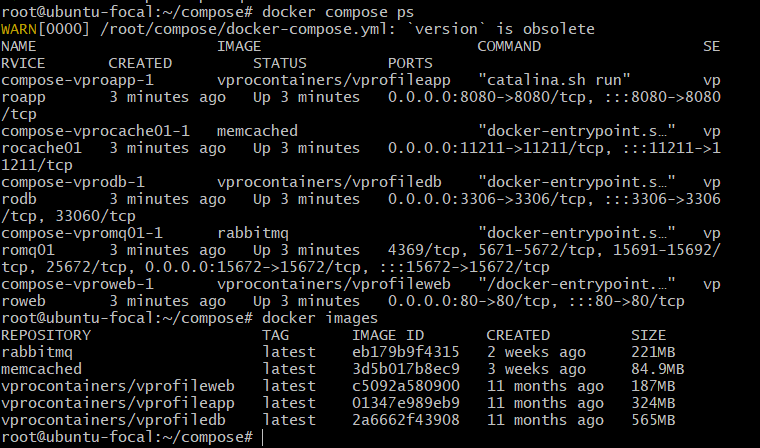 root@ubuntu-focal:~/compose# docker compose ps
WARN[0000] /root/compose/docker-compose.yml: `version` is obsolete
NAME                    IMAGE                      COMMAND                  SE
RVICE       CREATED         STATUS         PORTS
compose-vproapp-1       vprocontainers/vprofileapp   "catalina.sh run"        vp
roapp       3 minutes ago   Up 3 minutes   0.0.0.0:8080->8080/tcp, :::8080->8080
/tcp
compose-vprocache01-1   memcached                    "docker-entrypoint.s…"   vp
rocache01   3 minutes ago   Up 3 minutes   0.0.0.0:11211->11211/tcp, :::11211->1
1211/tcp
compose-vprodb-1        vprocontainers/vprofiledb    "docker-entrypoint.s…"   vp
rodb        3 minutes ago   Up 3 minutes   0.0.0.0:3306->3306/tcp, :::3306->3306
/tcp, 33060/tcp
compose-vpromq01-1      rabbitmq                     "docker-entrypoint.s…"   vp
romq01      3 minutes ago   Up 3 minutes   4369/tcp, 5671-5672/tcp, 15691-15692/
tcp, 25672/tcp, 0.0.0.0:15672->15672/tcp, :::15672->15672/tcp
compose-vproweb-1       vprocontainers/vprofileweb   "/docker-entrypoint.…"   vp
roweb       3 minutes ago   Up 3 minutes   0.0.0.0:80->80/tcp, :::80->80/tcp
root@ubuntu-focal:~/compose# docker images
REPOSITORY                   TAG       IMAGE ID       CREATED         SIZE
rabbitmq                     latest    eb179b9f4315   2 weeks ago     221MB
memcached                    latest    3d5b017b8ec9   3 weeks ago     84.9MB
vprocontainers/vprofileweb   latest    c5092a580900   11 months ago   187MB
vprocontainers/vprofileapp   latest    01347e989eb9   11 months ago   324MB
vprocontainers/vprofiledb    latest    2a6662f43908   11 months ago   565MB
root@ubuntu-focal:~/compose#